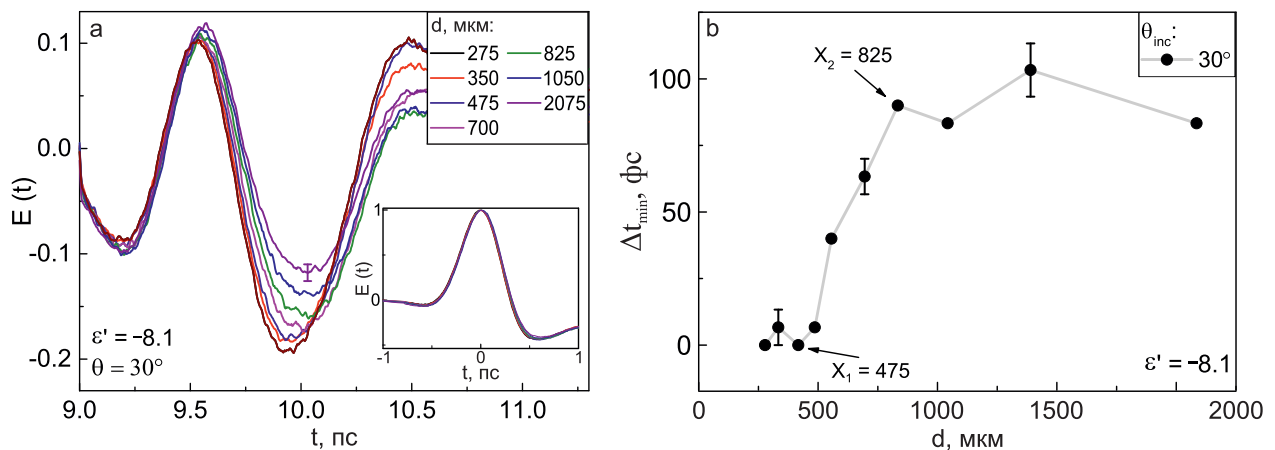 a
d, мкм:
275 825
350 1050
475 2075
700
0.1
0.0
-0.1
-0.2
E (t)
ε' = −8.1
θ = 30°
9.0 9.5 10.0 10.5 11.0
t, пс
1
0
E (t)
-1 0 1
t, пс
b
θinc:
30°
X₂ = 825
X₁ = 475
ε' = −8.1
100
50
0
Δtmin, фс
0 500 1000 1500 2000
d, мкм